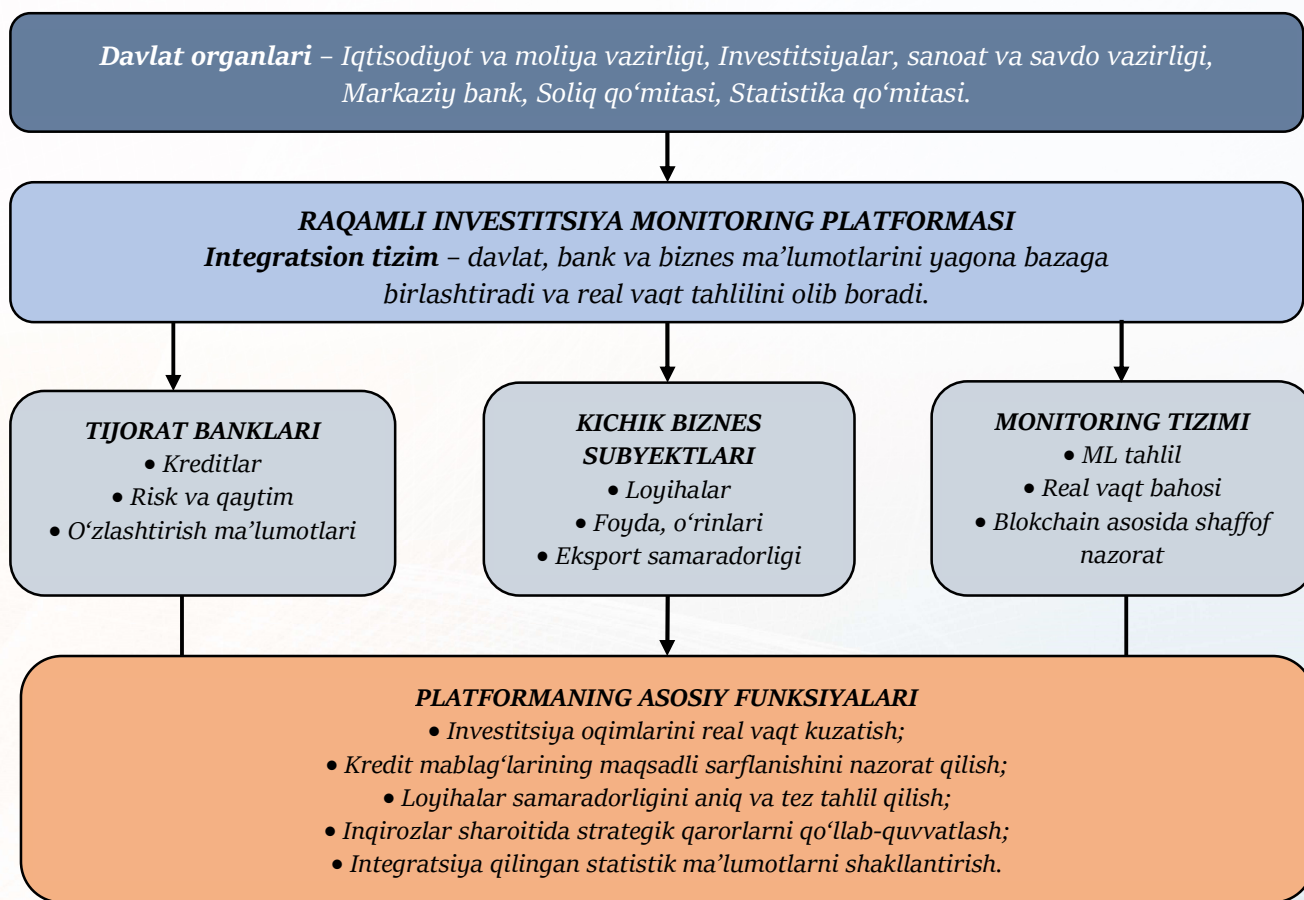 Davlat organlari – Iqtisodiyot va moliya vazirligi, Investitsiyalar, sanoat va savdo vazirligi,
Markaziy bank, Soliq qo‘mitasi, Statistika qo‘mitasi.
RAQAMLI INVESTITSIYA MONITORING PLATFORMASI
Integratsion tizim – davlat, bank va biznes ma’lumotlarini yagona bazaga
birlashtiradi va real vaqt tahlilini olib boradi.
TIJORAT BANKLARI
• Kreditlar
• Risk va qaytim
• O‘zlashtirish ma’lumotlari
KICHIK BIZNES
SUBYEKTLARI
• Loyihalar
• Foyda, o‘rinlari
• Eksport samaradorligi
MONITORING TIZIMI
• ML tahlil
• Real vaqt bahosi
• Blokchain asosida shaffof
nazorat
PLATFORMANING ASOSIY FUNKSIYALARI
• Investitsiya oqimlarini real vaqt kuzatish;
• Kredit mablag‘larining maqsadli sarflanishini nazorat qilish;
• Loyihalar samaradorligini aniq va tez tahlil qilish;
• Inqirozlar sharoitida strategik qarorlarni qo‘llab-quvvatlash;
• Integratsiya qilingan statistik ma’lumotlarni shakllantirish.